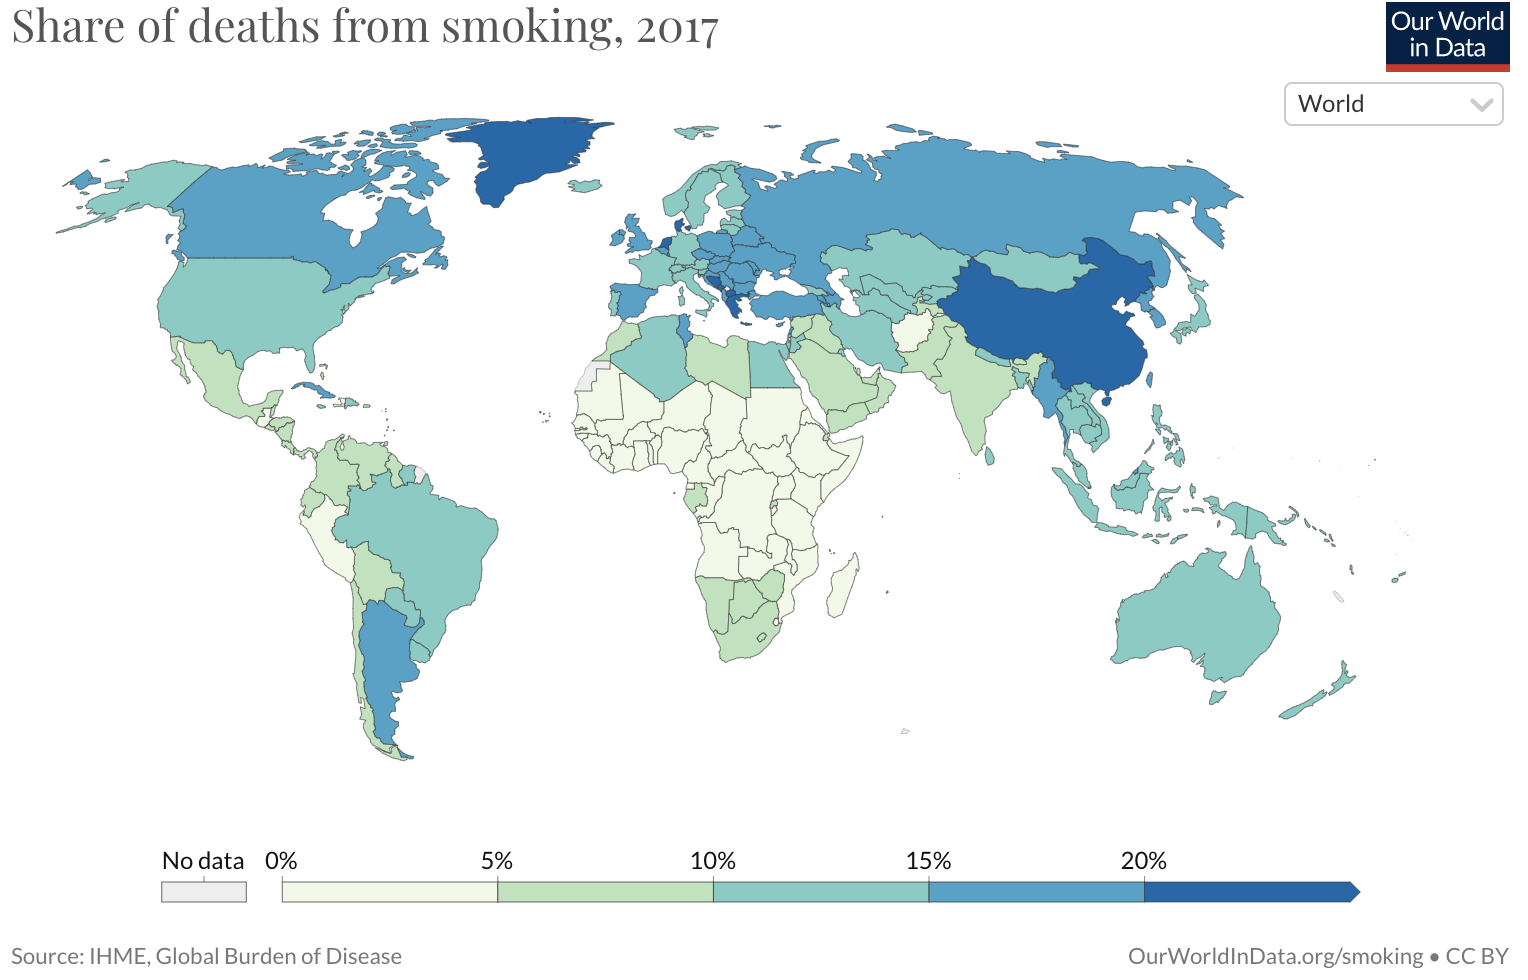 Share of deaths from smoking, 2017
Our World
in Data
World
No data 0% 5% 10% 15% 20%
Source: IHME, Global Burden of Disease
OurWorldInData.org/smoking • CC BY